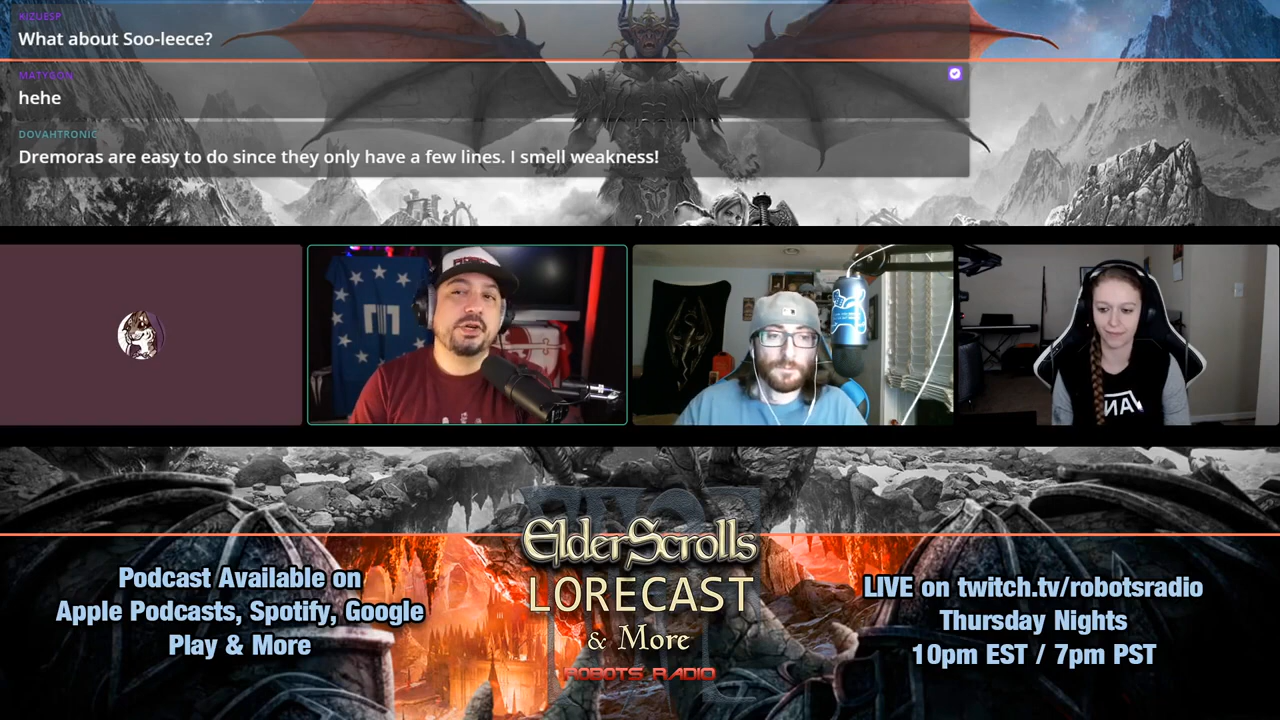 KIZUESP
What about Soo-leece?
MATYGON
hehe
DOVAHTRONIC
Dremoras are easy to do since they only have a few lines. I smell weakness!
ElderScrolls
LORECAST
& More
ROBOTS RADIO
Podcast Available on
Apple Podcasts, Spotify, Google
Play & More
LIVE on twitch.tv/robotsradio
Thursday Nights
10pm EST / 7pm PST